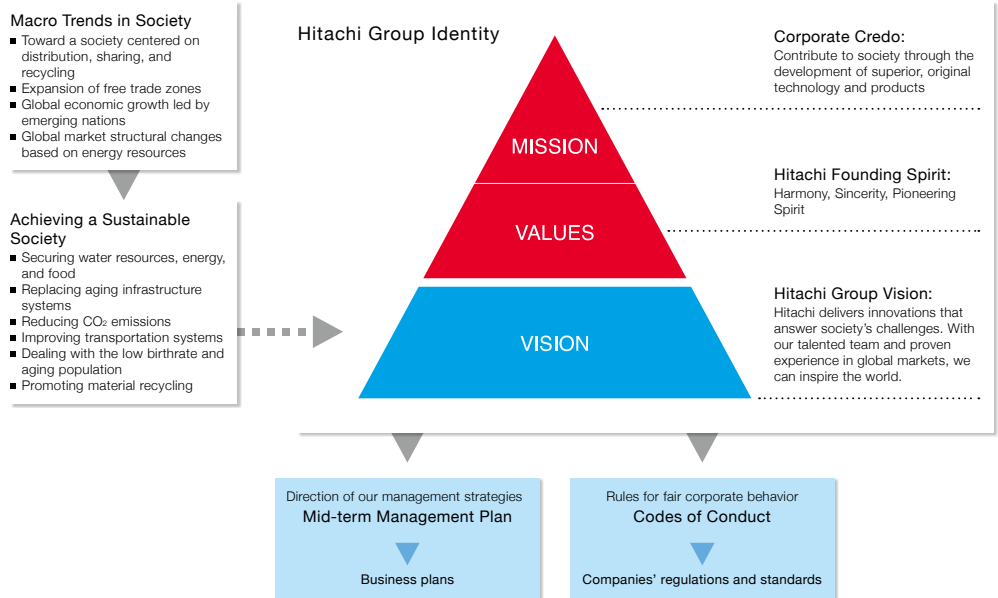 Macro Trends in Society
■ Toward a society centered on
distribution, sharing, and
recycling
■ Expansion of free trade zones
■ Global economic growth led by
emerging nations
■ Global market structural changes
based on energy resources
Achieving a Sustainable
Society
■ Securing water resources, energy,
and food
■ Replacing aging infrastructure
systems
■ Reducing CO₂ emissions
■ Improving transportation systems
■ Dealing with the low birthrate and
aging population
■ Promoting material recycling
Hitachi Group Identity
MISSION
VALUES
VISION
Corporate Credo:
Contribute to society through the
development of superior, original
technology and products
Hitachi Founding Spirit:
Harmony, Sincerity, Pioneering
Spirit
Hitachi Group Vision:
Hitachi delivers innovations that
answer society's challenges. With
our talented team and proven
experience in global markets, we
can inspire the world.
Direction of our management strategies
Mid-term Management Plan
Business plans
Rules for fair corporate behavior
Codes of Conduct
Companies' regulations and standards